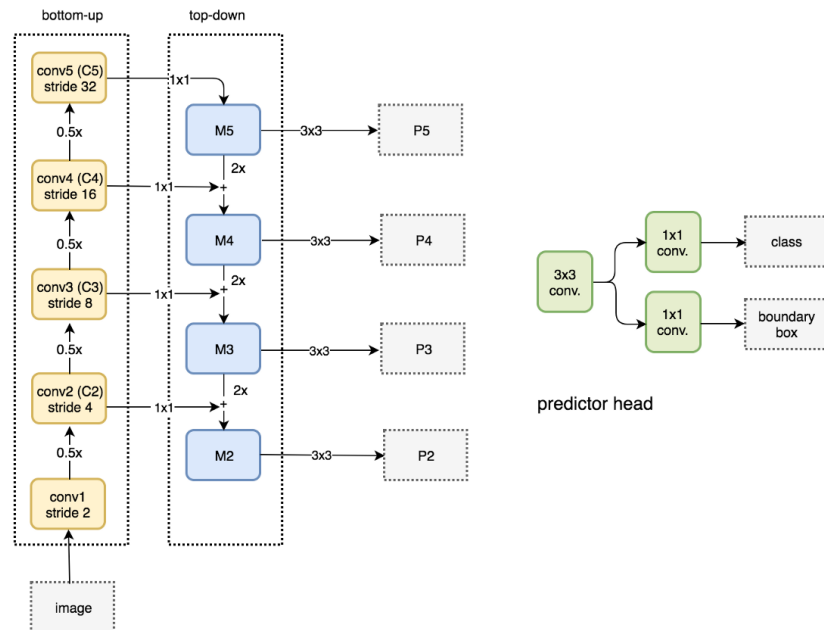 bottom-up
top-down
conv5 (C5)
stride 32
1x1
M5
3x3
P5
0.5x
2x
conv4 (C4)
stride 16
1x1
+
M4
3x3
P4
0.5x
2x
conv3 (C3)
stride 8
1x1
+
M3
3x3
P3
0.5x
2x
conv2 (C2)
stride 4
1x1
+
M2
3x3
P2
0.5x
conv1
stride 2
image
3x3
conv.
1x1
conv.
class
1x1
conv.
boundary
box
predictor head